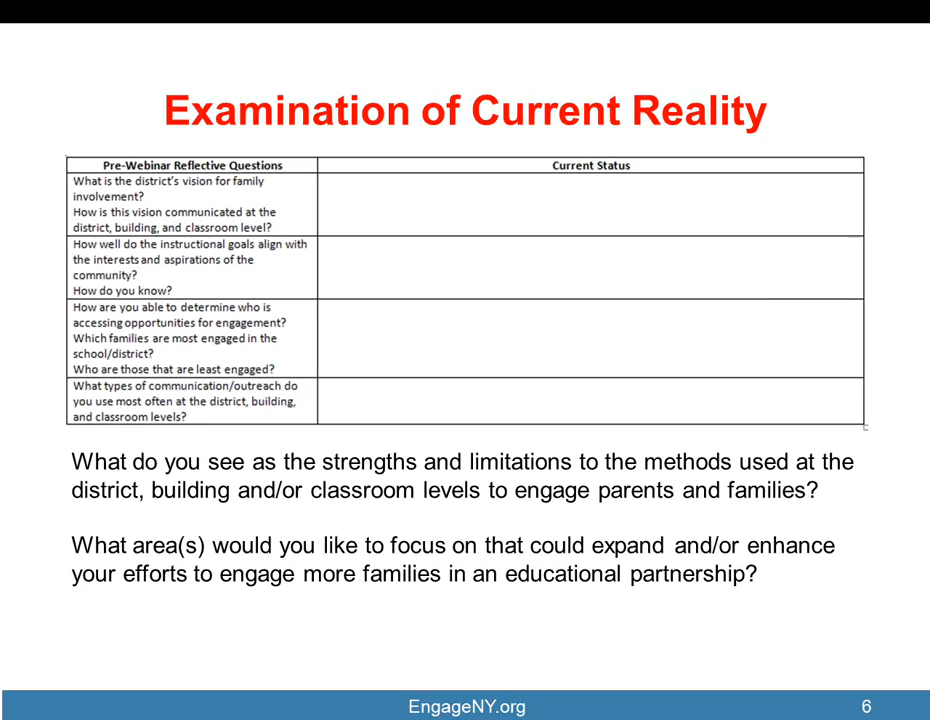 Examination of Current Reality
Pre-Webinar Reflective Questions
Current Status
What is the district's vision for family
involvement?
How is this vision communicated at the
district, building, and classroom level?
How well do the instructional goals align with
the interests and aspirations of the
community?
How do you know?
How are you able to determine who is
accessing opportunities for engagement?
Which families are most engaged in the
school/district?
Who are those that are least engaged?
What types of communication/outreach do
you use most often at the district, building,
and classroom levels?
E
What do you see as the strengths and limitations to the methods used at the
district, building and/or classroom levels to engage parents and families?
What area(s) would you like to focus on that could expand and/or enhance
your efforts to engage more families in an educational partnership?
EngageNY.org
6